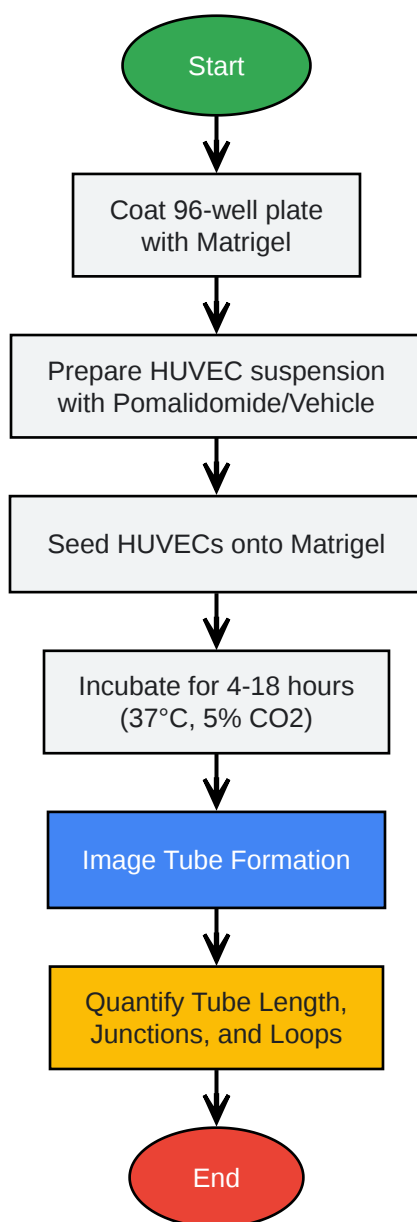 Start
Coat 96-well plate
with Matrigel
Prepare HUVEC suspension
with Pomalidomide/Vehicle
Seed HUVECs onto Matrigel
Incubate for 4-18 hours
(37°C, 5% CO2)
Image Tube Formation
Quantify Tube Length,
Junctions, and Loops
End